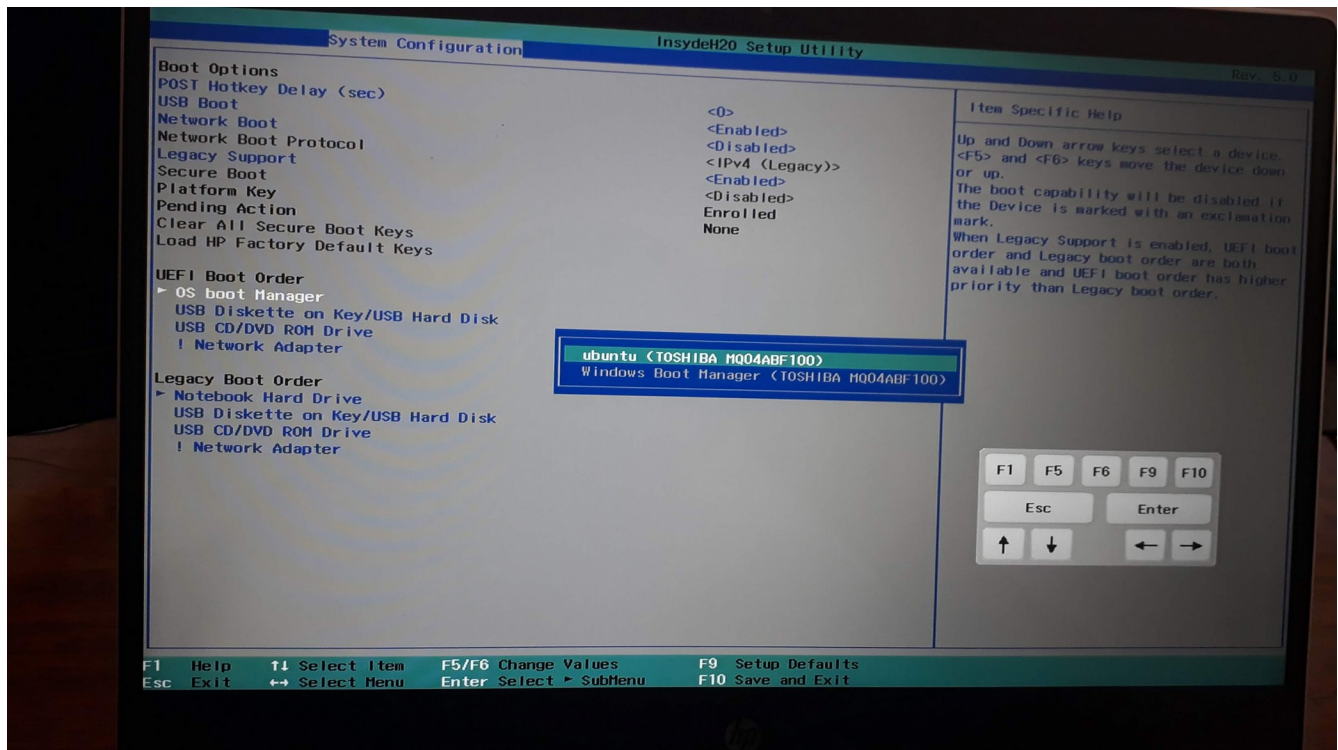 System Configuration
InsydeH20 Setup Utility
Rev. 5.0
Boot Options
POST Hotkey Delay (sec) <0>
USB Boot <Enabled>
Network Boot <Disabled>
Network Boot Protocol <IPv4 (Legacy)>
Legacy Support <Enabled>
Secure Boot <Disabled>
Platform Key Enrolled
Pending Action None
Clear All Secure Boot Keys
Load HP Factory Default Keys
UEFI Boot Order
► OS boot Manager
USB Diskette on Key/USB Hard Disk
USB CD/DVD ROM Drive
! Network Adapter
Legacy Boot Order
► Notebook Hard Drive
USB Diskette on Key/USB Hard Disk
USB CD/DVD ROM Drive
! Network Adapter
ubuntu (TOSHIBA MQ04ABF100)
Windows Boot Manager (TOSHIBA MQ04ABF100)
Item Specific Help
Up and Down arrow keys select a device.
<F5> and <F6> keys move the device down
or up.
The boot capability will be disabled if
the Device is marked with an exclamation
mark.
When Legacy Support is enabled, UEFI boot
order and Legacy boot order are both
available and UEFI boot order has higher
priority than Legacy boot order.
F1 F5 F6 F9 F10
Esc Enter
↑ ↓ ← →
F1 Help ↑↓ Select Item F5/F6 Change Values F9 Setup Defaults
Esc Exit ↔ Select Menu Enter Select ► SubMenu F10 Save and Exit
hp